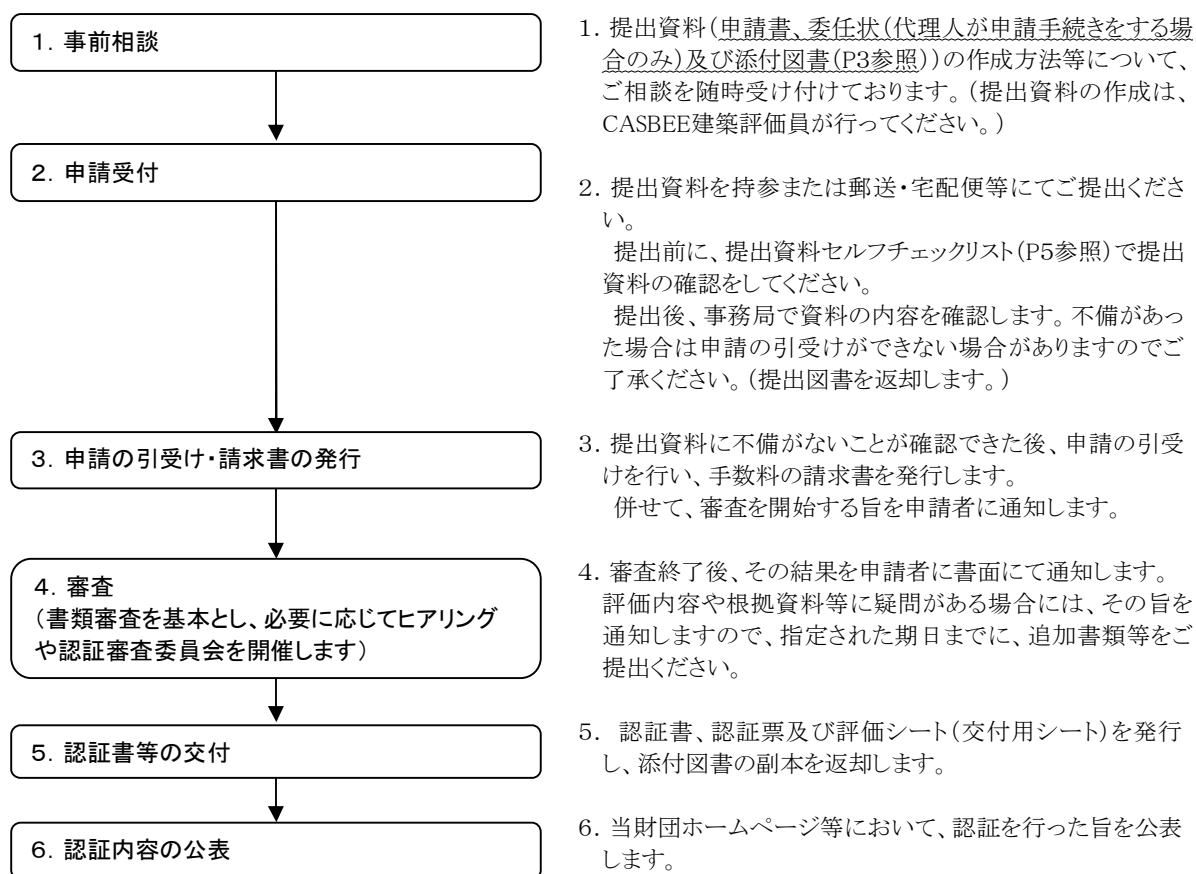 1．事前相談
2．申請受付
3．申請の引受け・請求書の発行
4．審査
（書類審査を基本とし、必要に応じてヒアリング
や認証審査委員会を開催します）
5．認証書等の交付
6．認証内容の公表
1．提出資料（申請書、委任状（代理人が申請手続きをする場
合のみ）及び添付図書（P3参照））の作成方法等について、
ご相談を随時受け付けております。（提出資料の作成は、
CASBEE建築評価員が行ってください。）
2．提出資料を持参または郵送・宅配便等にてご提出くださ
い。
提出前に、提出資料セルフチェックリスト（P5参照）で提出
資料の確認をしてください。
提出後、事務局で資料の内容を確認します。不備があっ
た場合は申請の引受けができない場合がありますのでご
了承ください。（提出図書を返却します。）
3．提出資料に不備がないことが確認できた後、申請の引受
けを行い、手数料の請求書を発行します。
併せて、審査を開始する旨を申請者に通知します。
4．審査終了後、その結果を申請者に書面にて通知します。
評価内容や根拠資料等に疑問がある場合には、その旨を
通知しますので、指定された期日までに、追加書類等をご
提出ください。
5． 認証書、認証票及び評価シート（交付用シート）を発行
し、添付図書の副本を返却します。
6．当財団ホームページ等において、認証を行った旨を公表
します。